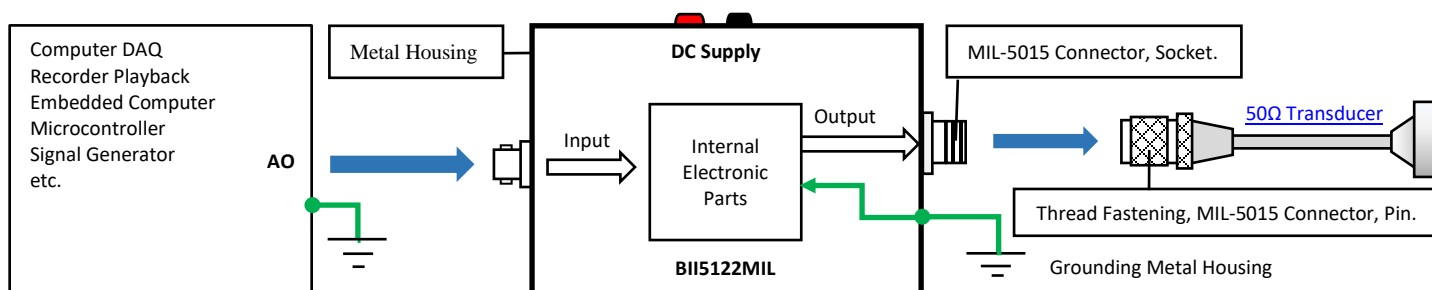 Computer DAQ
Recorder Playback
Embedded Computer
Microcontroller
Signal Generator
etc.
AO
Metal Housing
DC Supply
Input
Internal
Electronic
Parts
Output
BII5122MIL
MIL-5015 Connector, Socket.
50Ω Transducer
Thread Fastening, MIL-5015 Connector, Pin.
Grounding Metal Housing